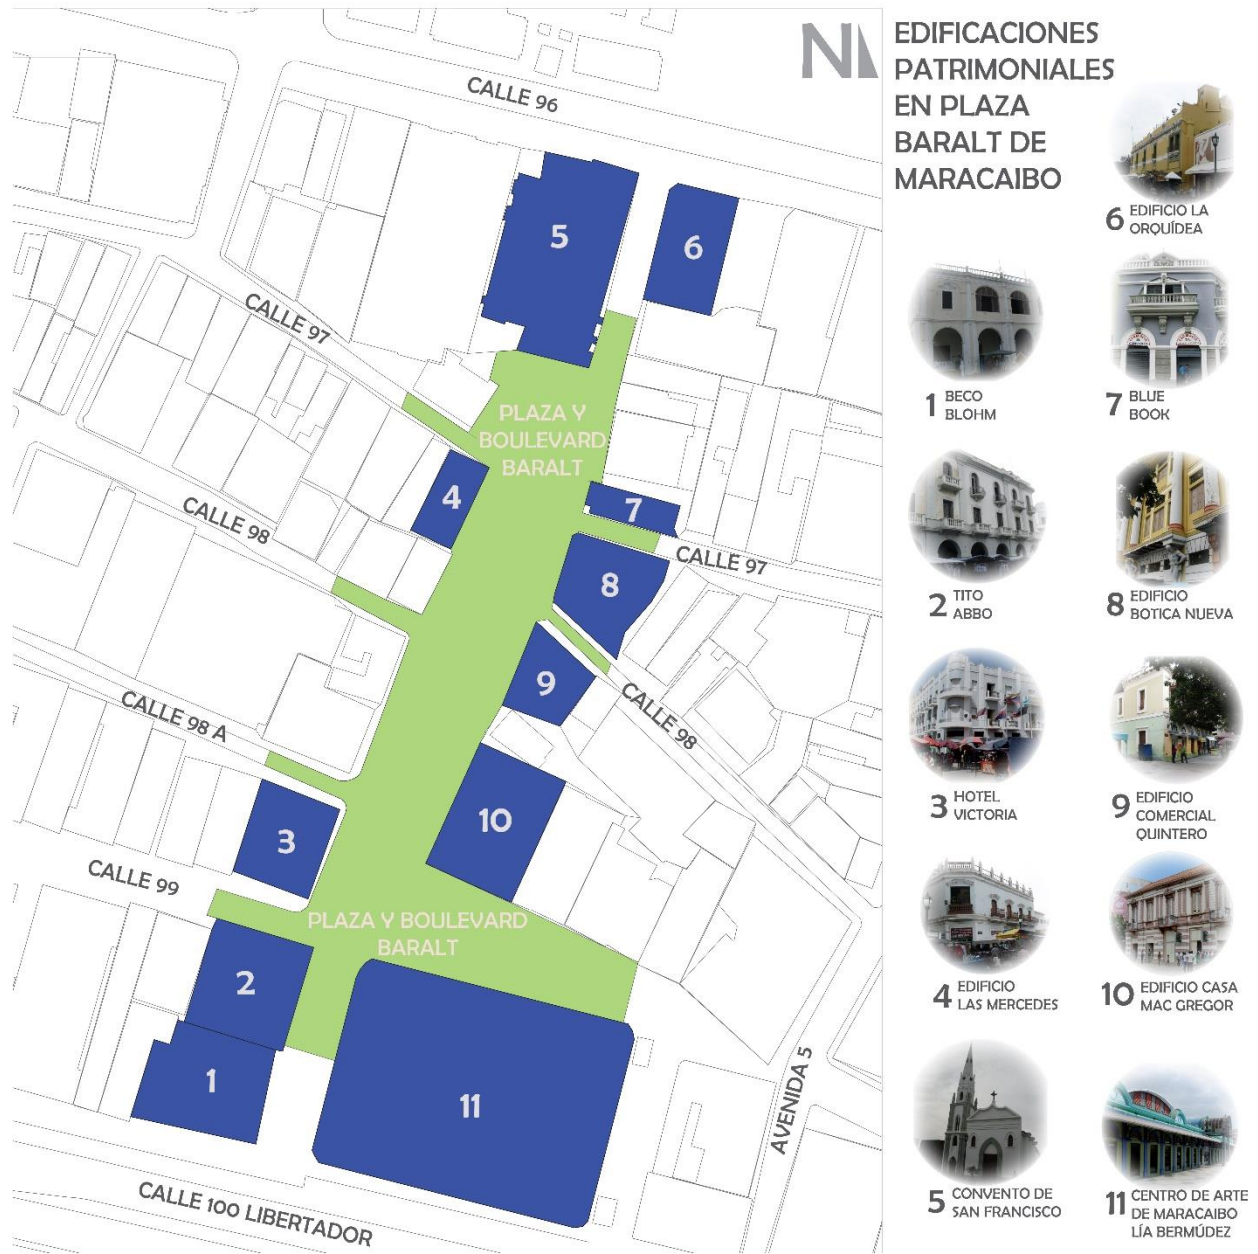 EDIFICACIONES
PATRIMONIALES
EN PLAZA
BARALT DE
MARACAIBO
N
CALLE 96
5
6
CALLE 97
PLAZA Y
BOULEVARD
BARALT
4
7
CALLE 98
CALLE 97
8
9
CALLE 98
CALLE 98 A
10
3
CALLE 99
PLAZA Y BOULEVARD
BARALT
2
1
11
AVENIDA 5
CALLE 100 LIBERTADOR
1 BECO
BLOHM
2 TITO
ABBO
3 HOTEL
VICTORIA
4 EDIFICIO
LAS MERCEDES
5 CONVENTO DE
SAN FRANCISCO
6 EDIFICIO LA
ORQUÍDEA
7 BLUE
BOOK
8 EDIFICIO
BOTICA NUEVA
9 EDIFICIO
COMERCIAL
QUINTERO
10 EDIFICIO CASA
MAC GREGOR
11 CENTRO DE ARTE
DE MARACAIBO
LÍA BERMÚDEZ